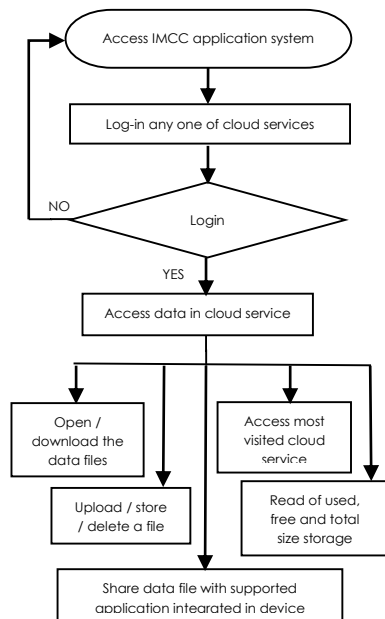 Access IMCC application system
Log-in any one of cloud services
Login
NO
YES
Access data in cloud service
Open /
download the
data files
Access most
visited cloud
service
Upload / store
/ delete a file
Read of used,
free and total
size storage
Share data file with supported
application integrated in device